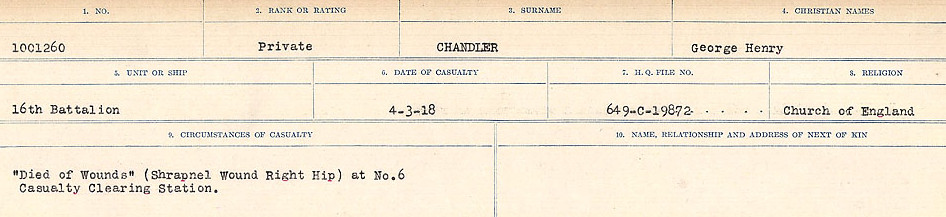 1. NO. 2. RANK OR RATING 3. SURNAME 4. CHRISTIAN NAMES
1001260 Private CHANDLER George Henry
5. UNIT OR SHIP 6. DATE OF CASUALTY 7. H.Q. FILE NO. 8. RELIGION
16th Battalion 4-3-18 649-C-19872 . . . . . Church of England
9. CIRCUMSTANCES OF CASUALTY 10. NAME, RELATIONSHIP AND ADDRESS OF NEXT OF KIN
"Died of Wounds" (Shrapnel Wound Right Hip) at No.6
Casualty Clearing Station.